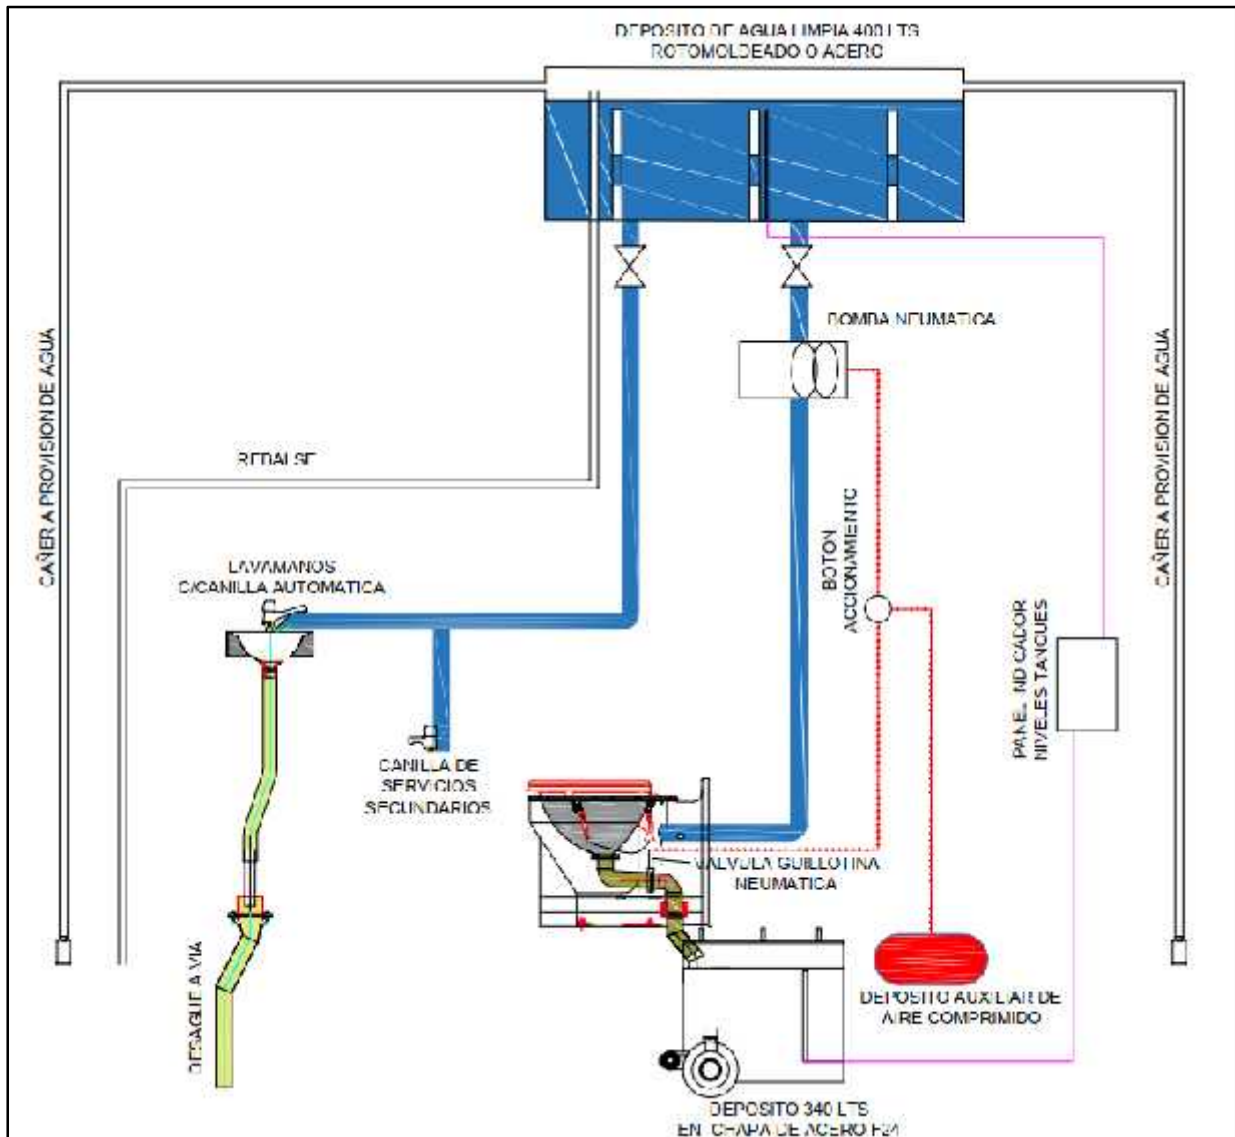 DEPOSITO DE AGUA LIMPIA 400 LTS
ROTOMOLDEADO O ACERO
CAÑERIA PROVISION DE AGUA
BOMBA NEUMATICA
CAÑERIA PROVISION DE AGUA
REBALSE
BOTON
ACCIONAMIENTO
LAVAMANOS
C/CANILLA AUTOMATICA
PANEL INDICADOR
NIVELES TANQUES
CANILLA DE
SERVICIOS
SECUNDARIOS
VALVULA GUILLOTINA
NEUMATICA
DESAGUE A VIA
DEPOSITO AUXILIAR DE
AIRE COMPRIMIDO
DEPOSITO 340 LTS
EN CHAPA DE ACERO F24